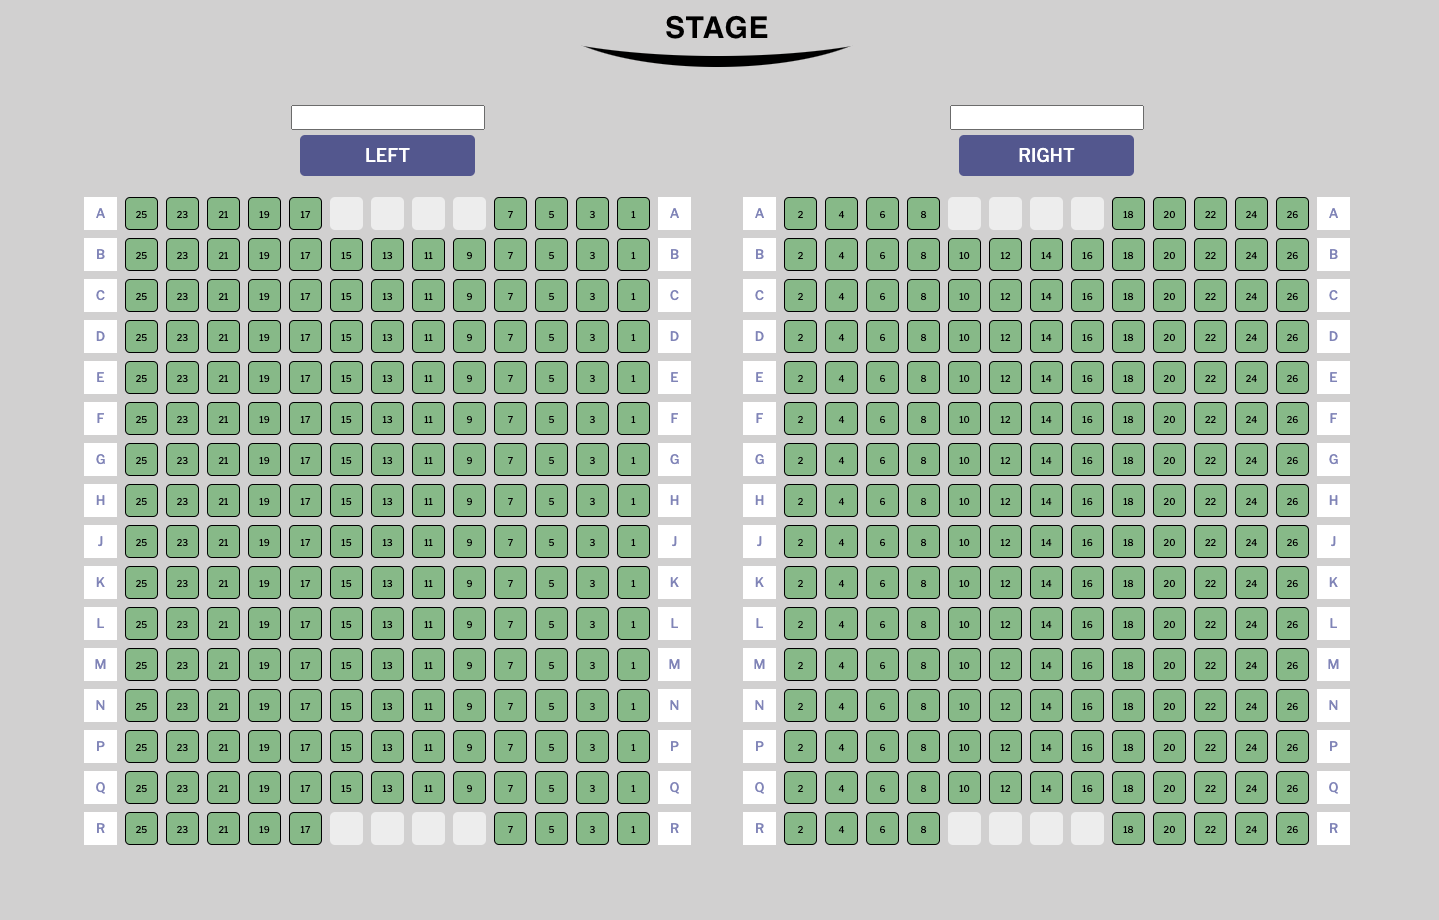 STAGE
LEFT RIGHT
A 25 23 21 19 17 7 5 3 1 A A 2 4 6 8 18 20 22 24 26 A
B 25 23 21 19 17 15 13 11 9 7 5 3 1 B B 2 4 6 8 10 12 14 16 18 20 22 24 26 B
C 25 23 21 19 17 15 13 11 9 7 5 3 1 C C 2 4 6 8 10 12 14 16 18 20 22 24 26 C
D 25 23 21 19 17 15 13 11 9 7 5 3 1 D D 2 4 6 8 10 12 14 16 18 20 22 24 26 D
E 25 23 21 19 17 15 13 11 9 7 5 3 1 E E 2 4 6 8 10 12 14 16 18 20 22 24 26 E
F 25 23 21 19 17 15 13 11 9 7 5 3 1 F F 2 4 6 8 10 12 14 16 18 20 22 24 26 F
G 25 23 21 19 17 15 13 11 9 7 5 3 1 G G 2 4 6 8 10 12 14 16 18 20 22 24 26 G
H 25 23 21 19 17 15 13 11 9 7 5 3 1 H H 2 4 6 8 10 12 14 16 18 20 22 24 26 H
J 25 23 21 19 17 15 13 11 9 7 5 3 1 J J 2 4 6 8 10 12 14 16 18 20 22 24 26 J
K 25 23 21 19 17 15 13 11 9 7 5 3 1 K K 2 4 6 8 10 12 14 16 18 20 22 24 26 K
L 25 23 21 19 17 15 13 11 9 7 5 3 1 L L 2 4 6 8 10 12 14 16 18 20 22 24 26 L
M 25 23 21 19 17 15 13 11 9 7 5 3 1 M M 2 4 6 8 10 12 14 16 18 20 22 24 26 M
N 25 23 21 19 17 15 13 11 9 7 5 3 1 N N 2 4 6 8 10 12 14 16 18 20 22 24 26 N
P 25 23 21 19 17 15 13 11 9 7 5 3 1 P P 2 4 6 8 10 12 14 16 18 20 22 24 26 P
Q 25 23 21 19 17 15 13 11 9 7 5 3 1 Q Q 2 4 6 8 10 12 14 16 18 20 22 24 26 Q
R 25 23 21 19 17 7 5 3 1 R R 2 4 6 8 18 20 22 24 26 R